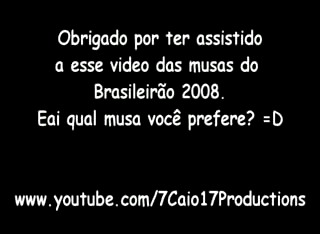 Obrigado por ter assistido
a esse video das musas do
Brasileirão 2008.
Eai qual musa você prefere? =D
www.youtube.com/7Caio17Productions